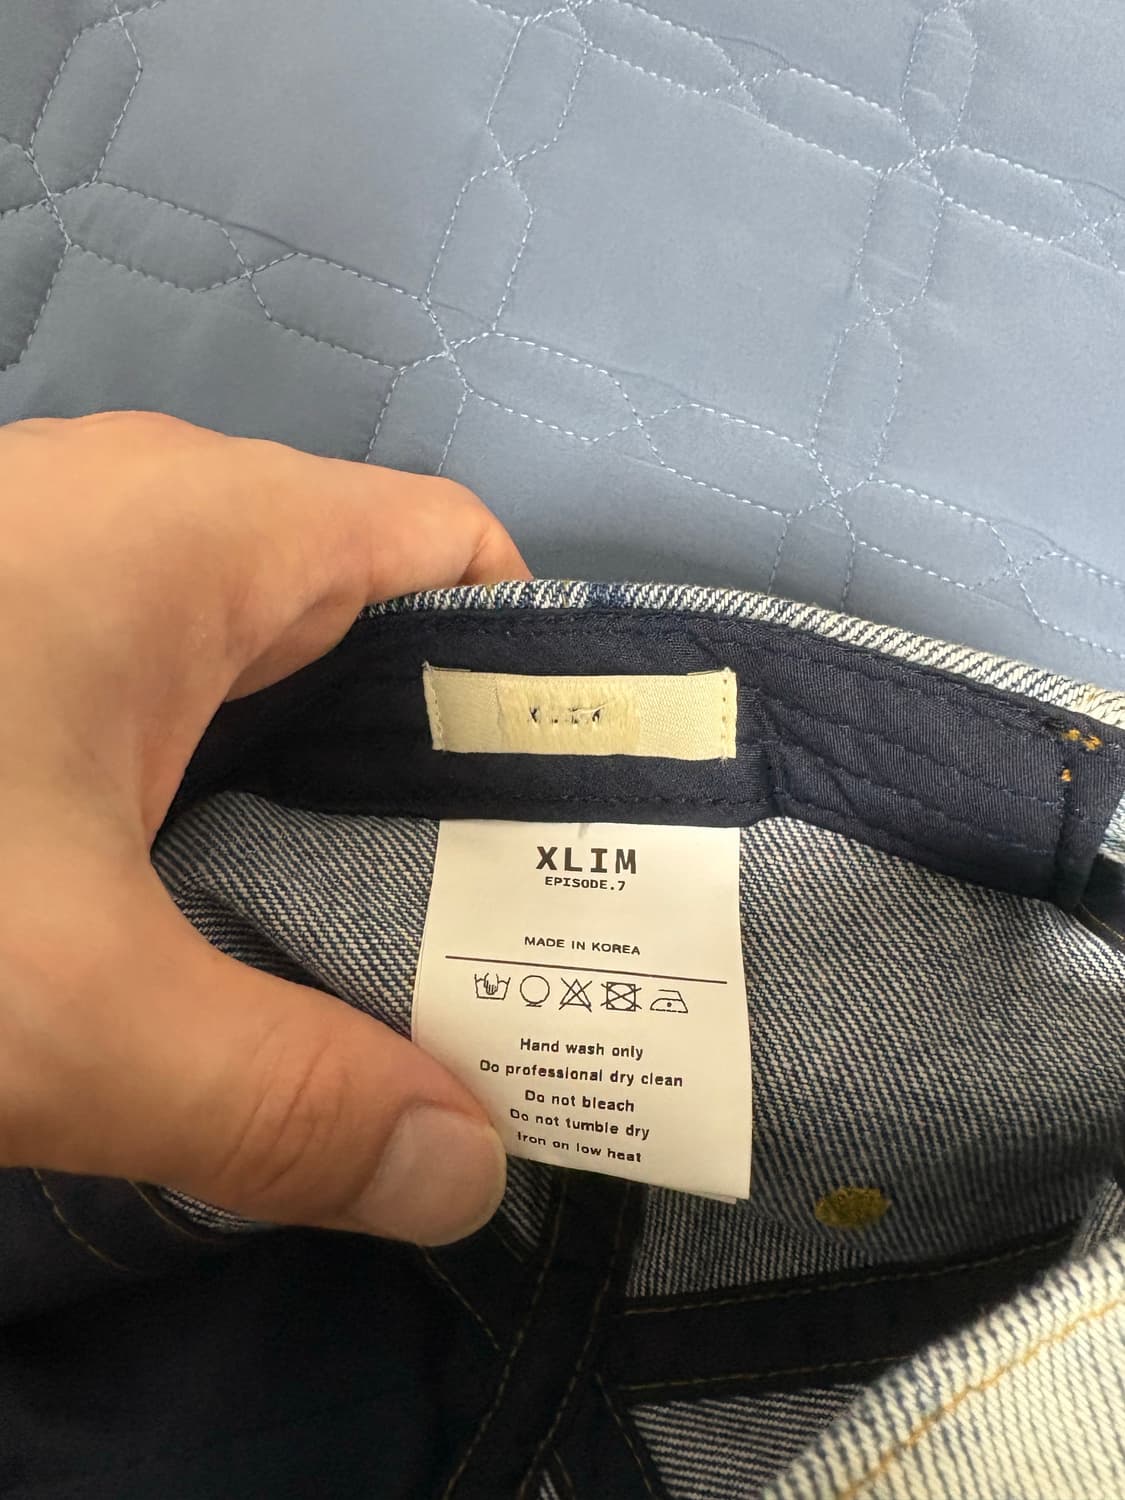 XLIM
EPISODE.7
MADE IN KOREA
Hand wash only
Do professional dry clean
Do not bleach
Do not tumble dry
Iron on low heat